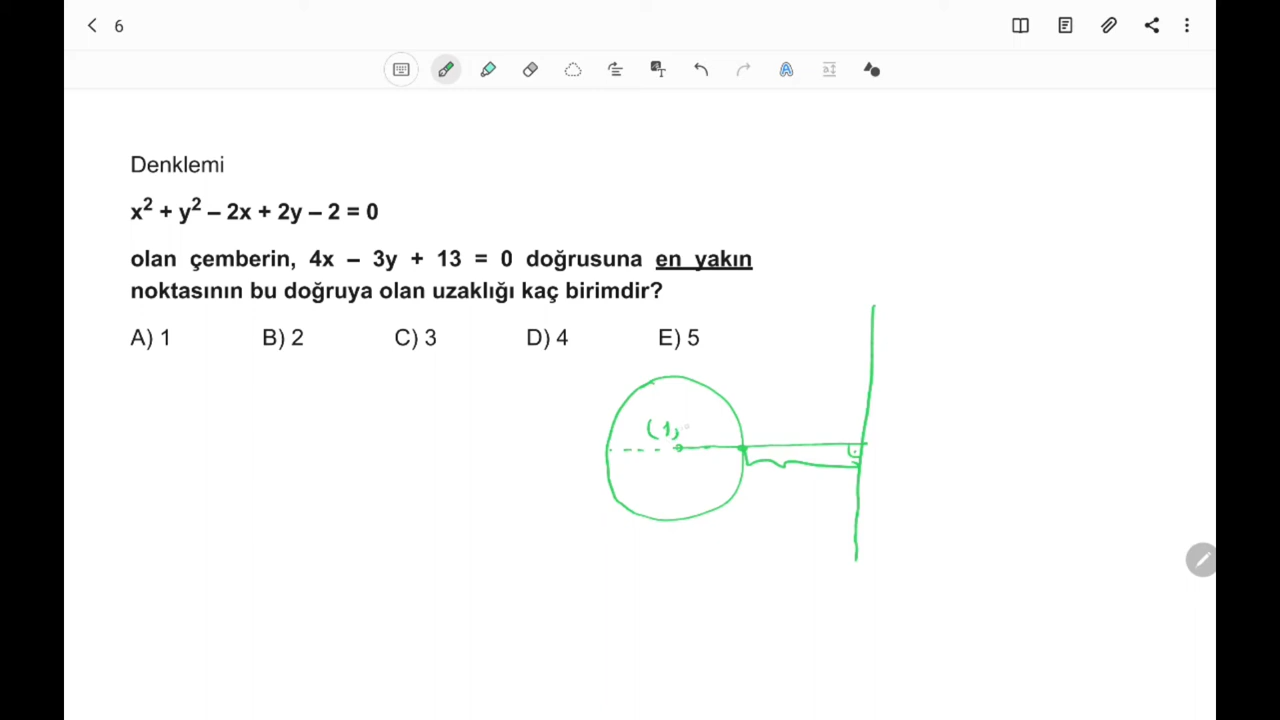 6
Denklemi
x² + y² – 2x + 2y – 2 = 0
olan çemberin, 4x – 3y + 13 = 0 doğrusuna en yakın
noktasının bu doğruya olan uzaklığı kaç birimdir?
A) 1 B) 2 C) 3 D) 4 E) 5
(1,